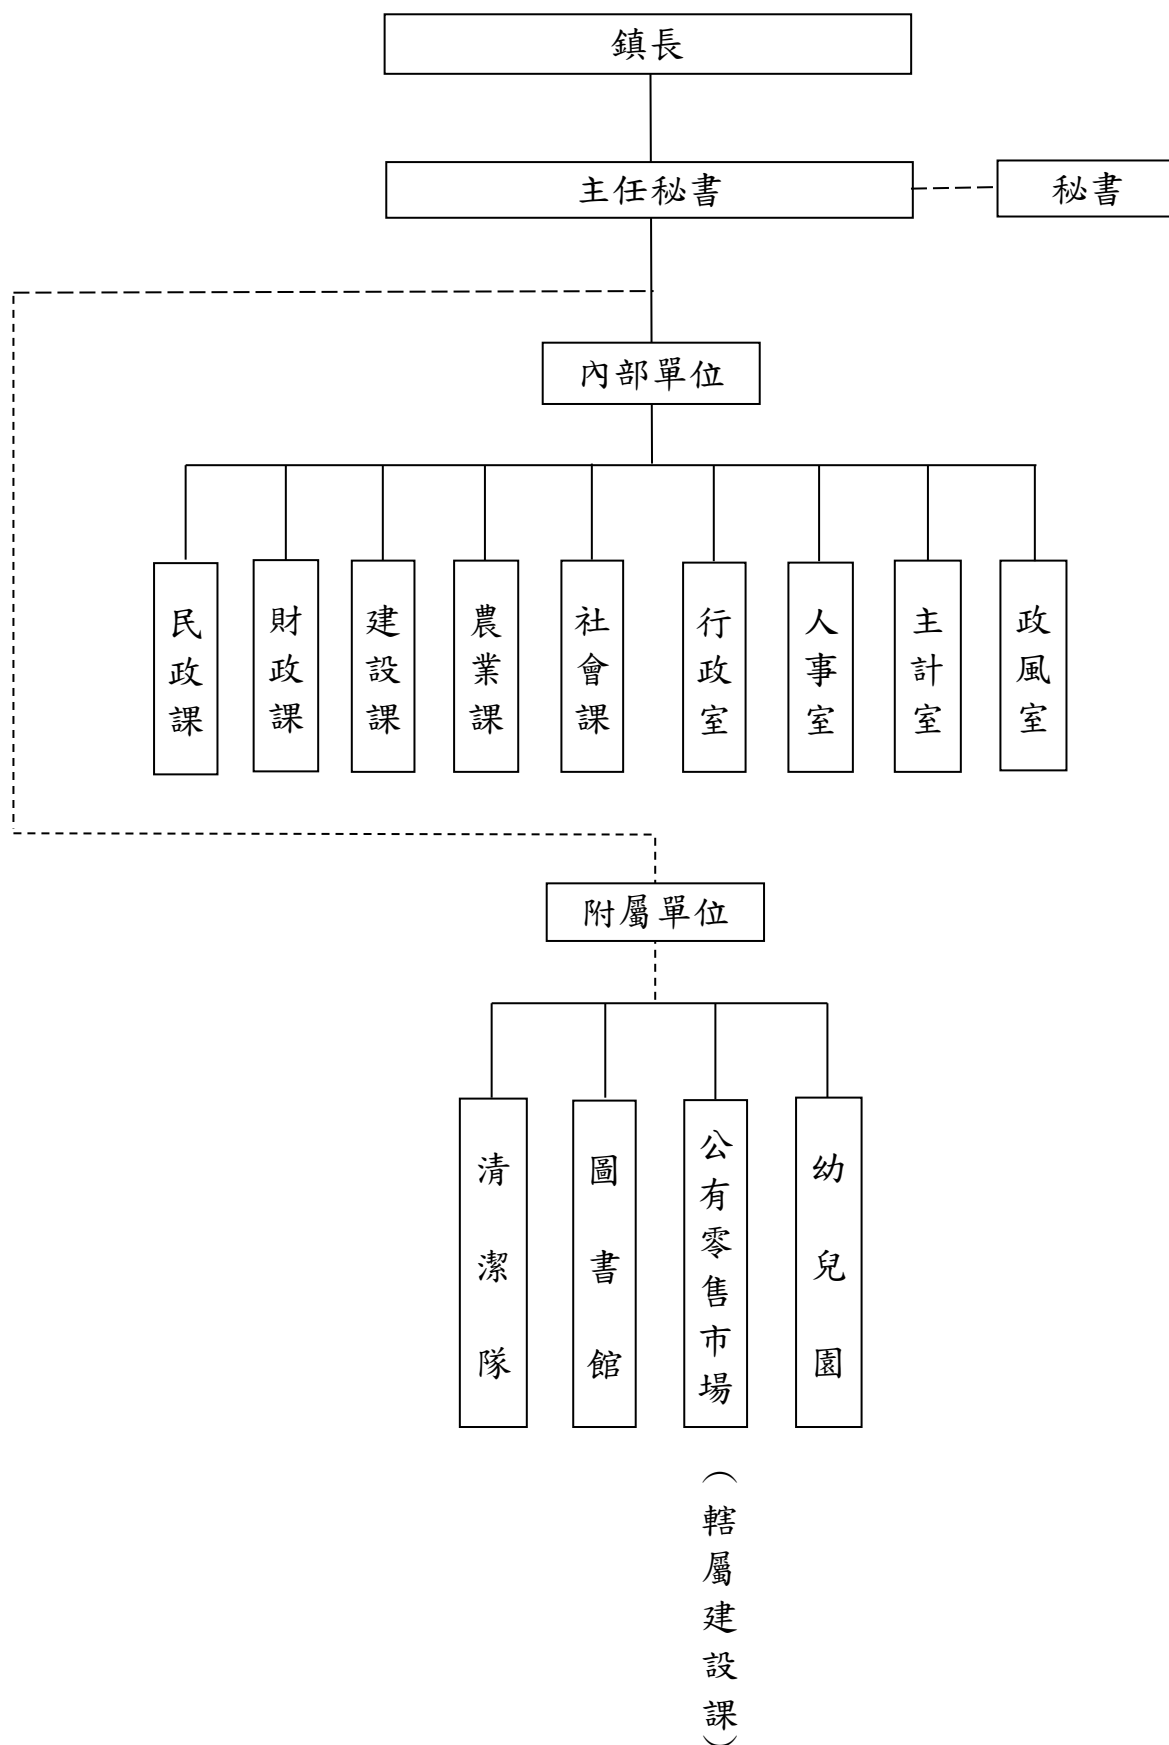 鎮長
主任秘書
秘書
內部單位
民政課
財政課
建設課
農業課
社會課
行政室
人事室
主計室
政風室
附屬單位
清潔隊
圖書館
公有零售市場
幼兒園
（轄屬建設課）